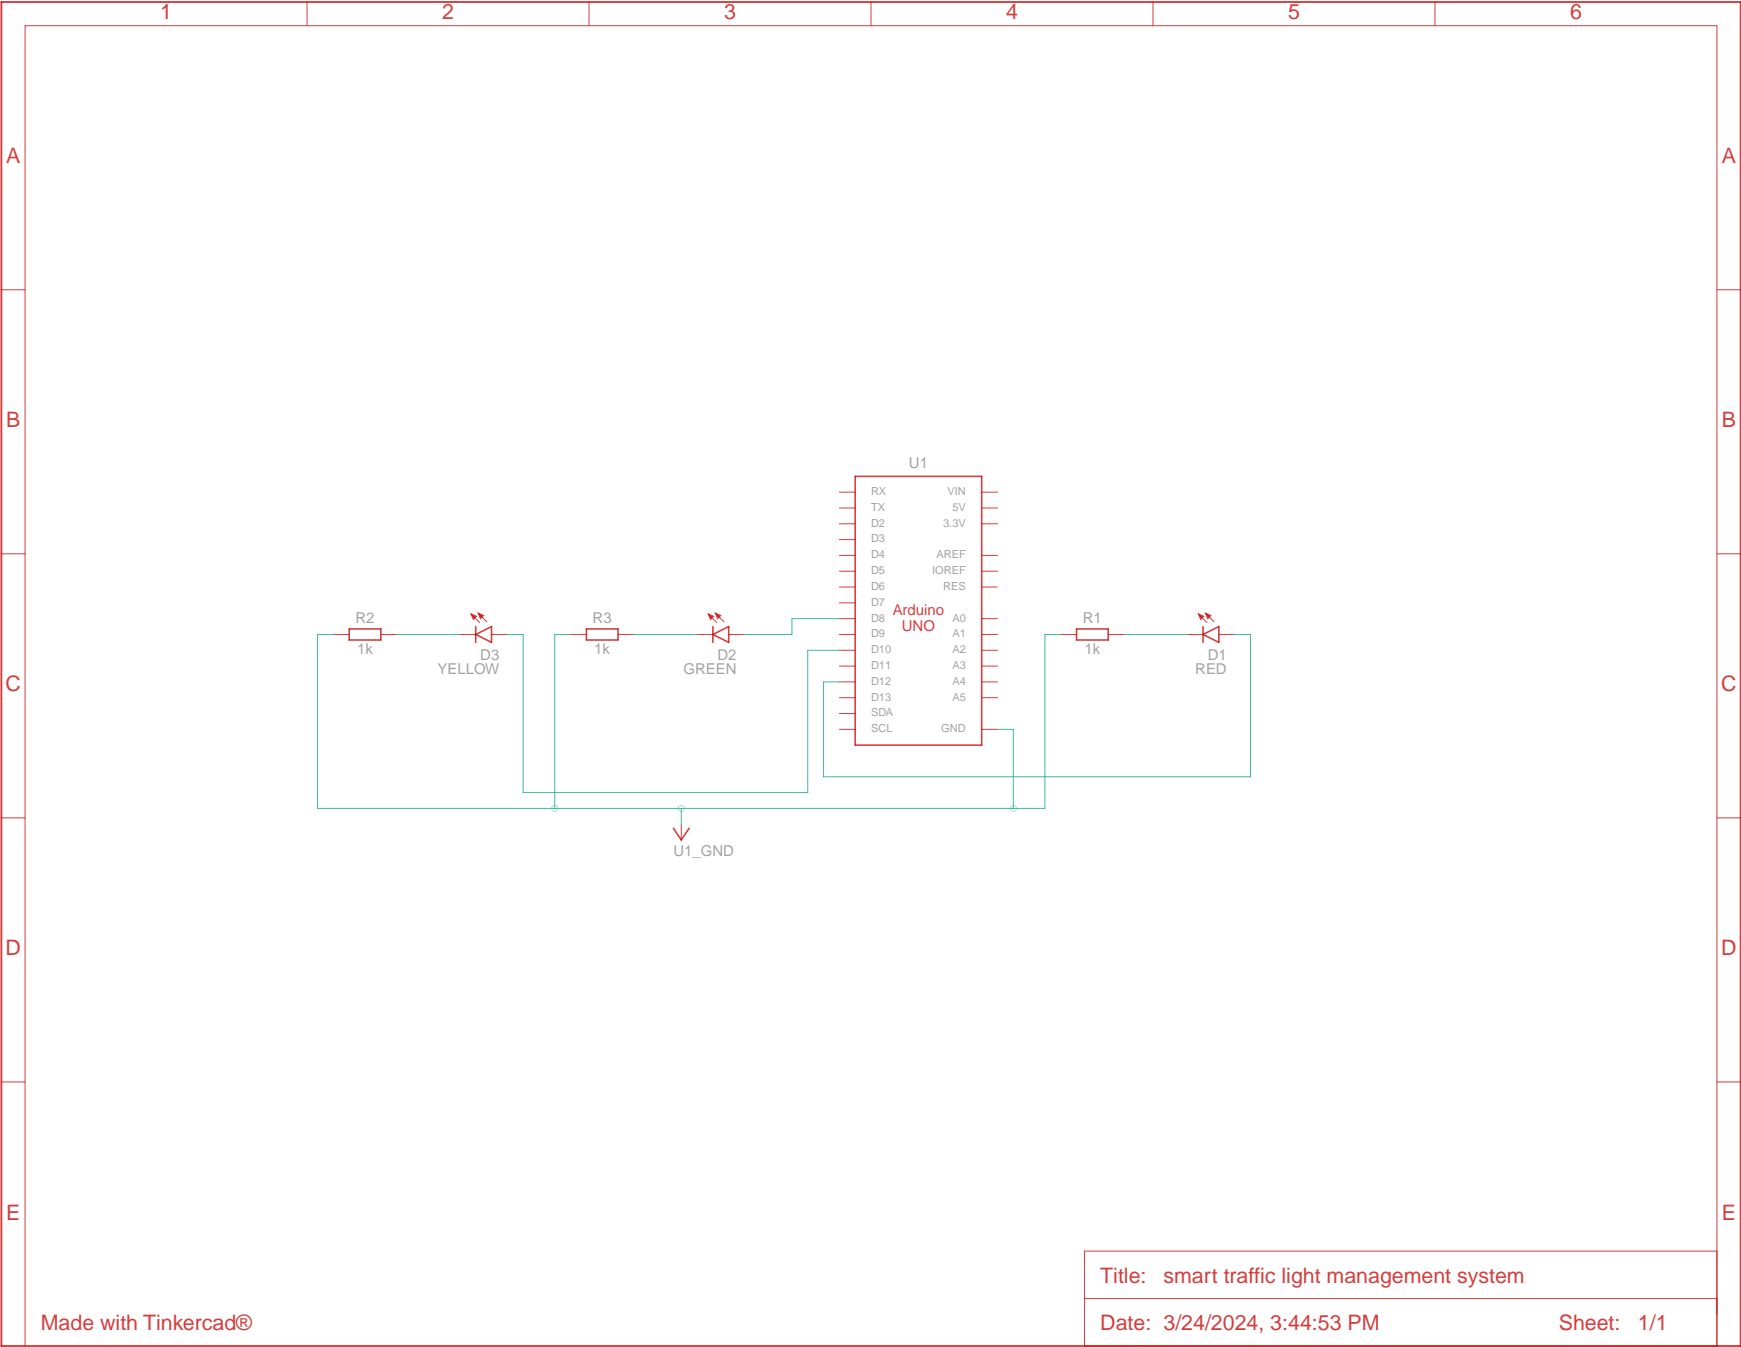 1 2 3 4 5 6
A A
B B
U1
RX VIN
TX 5V
D2 3.3V
D3
D4 AREF
D5 IOREF
D6 RES
D7
Arduino
UNO
D8 A0
D9 A1
D10 A2
D11 A3
D12 A4
D13 A5
SDA
SCL GND
R2
1k
D3
YELLOW
R3
1k
D2
GREEN
R1
1k
D1
RED
C C
U1_GND
D D
E E
Title: smart traffic light management system
Made with Tinkercad®
Date: 3/24/2024, 3:44:53 PM Sheet: 1/1